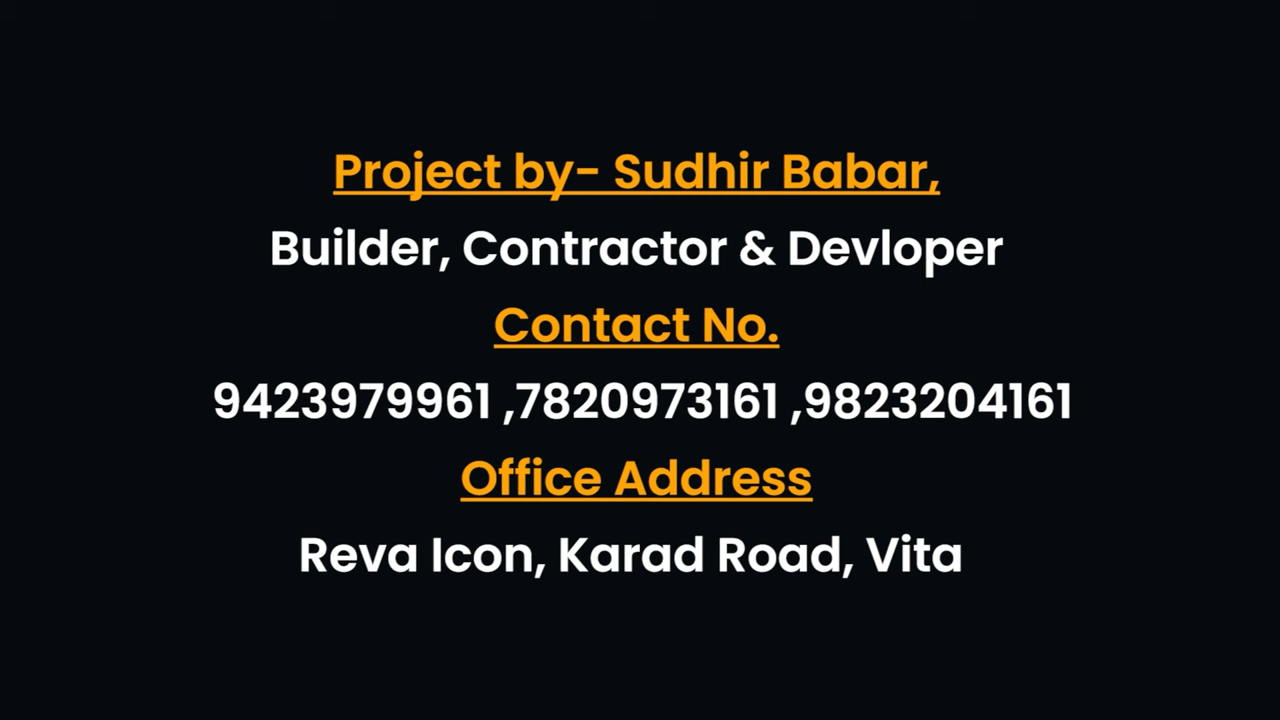 Project by- Sudhir Babar,
Builder, Contractor & Devloper
Contact No.
9423979961 ,7820973161 ,9823204161
Office Address
Reva Icon, Karad Road, Vita